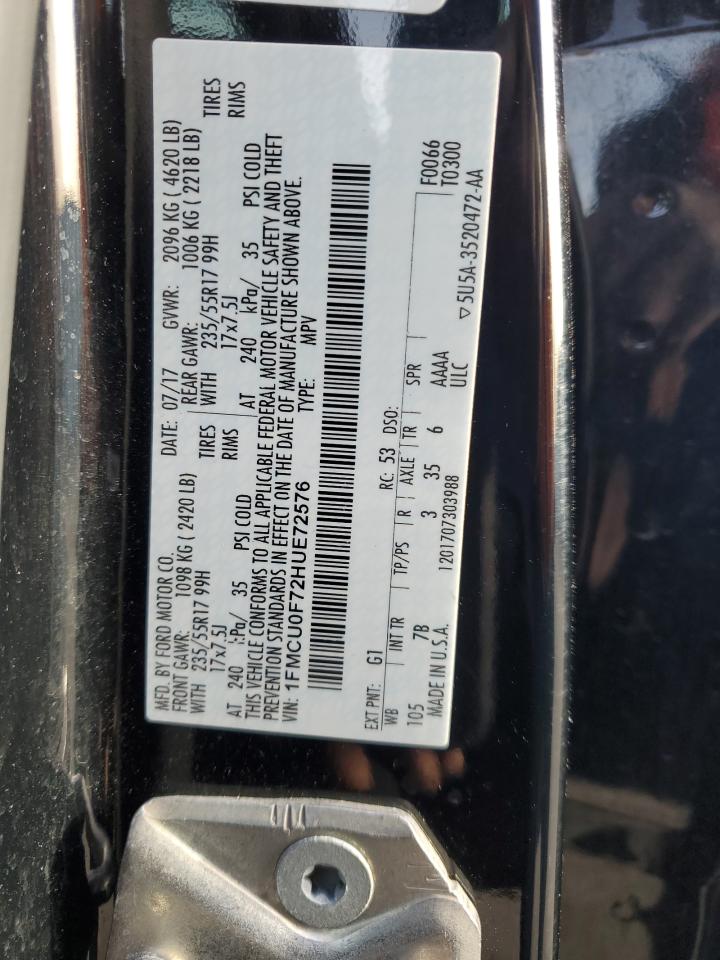 MFD. BY FORD MOTOR CO.
DATE: 07/17 GVWR: 2096 KG ( 4620 LB)
FRONT GAWR: 1098 KG ( 2420 LB) REAR GAWR: 1006 KG ( 2218 LB)
WITH 235/55R17 99H TIRES WITH 235/55R17 99H TIRES
17x7.5J RIMS 17x7.5J RIMS
AT 240 kPa/ 35 PSI COLD AT 240 kPa/ 35 PSI COLD
THIS VEHICLE CONFORMS TO ALL APPLICABLE FEDERAL MOTOR VEHICLE SAFETY AND THEFT
PREVENTION STANDARDS IN EFFECT ON THE DATE OF MANUFACTURE SHOWN ABOVE.
VIN: 1FMCU0F72HUE72576 TYPE: MPV
EXT PNT: G1 RC: 53 DSO: F0066
WB INT TR TP/PS R AXLE TR SPR T0300
105 7B 3 35 6 AAAA
MADE IN U.S.A. 1201707303988 ULC
▽5U5A-3520472-AA